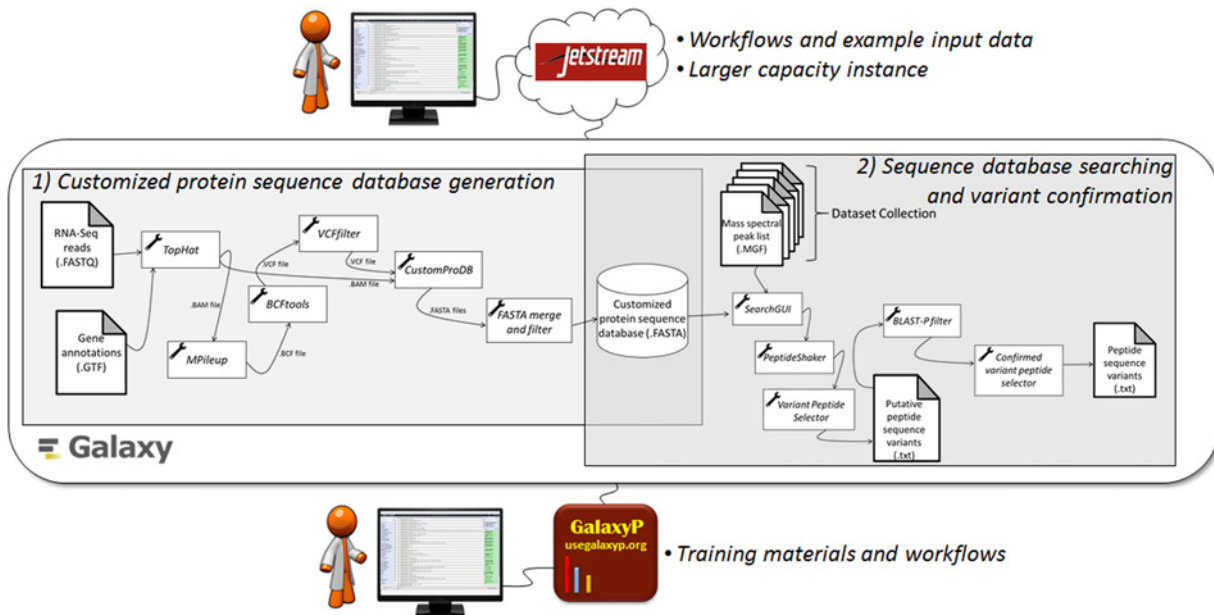 Jetstream
• Workflows and example input data
• Larger capacity instance
1) Customized protein sequence database generation
2) Sequence database searching
and variant confirmation
RNA-Seq
reads
(.FASTQ)
Gene
annotations
(.GTF)
TopHat
.BAM file
MPileup
.BCF file
BCFtools
.VCF file
VCFfilter
.VCF file
.BAM file
CustomProDB
.FASTA files
FASTA merge
and filter
Customized
protein sequence
database (.FASTA)
Mass spectral
peak list
(.MGF)
Dataset Collection
SearchGUI
PeptideShaker
Variant Peptide
Selector
Putative
peptide
sequence
variants
(.txt)
BLAST-P filter
Confirmed
variant peptide
selector
Peptide
sequence
variants
(.txt)
Galaxy
GalaxyP
usegalaxyp.org
• Training materials and workflows